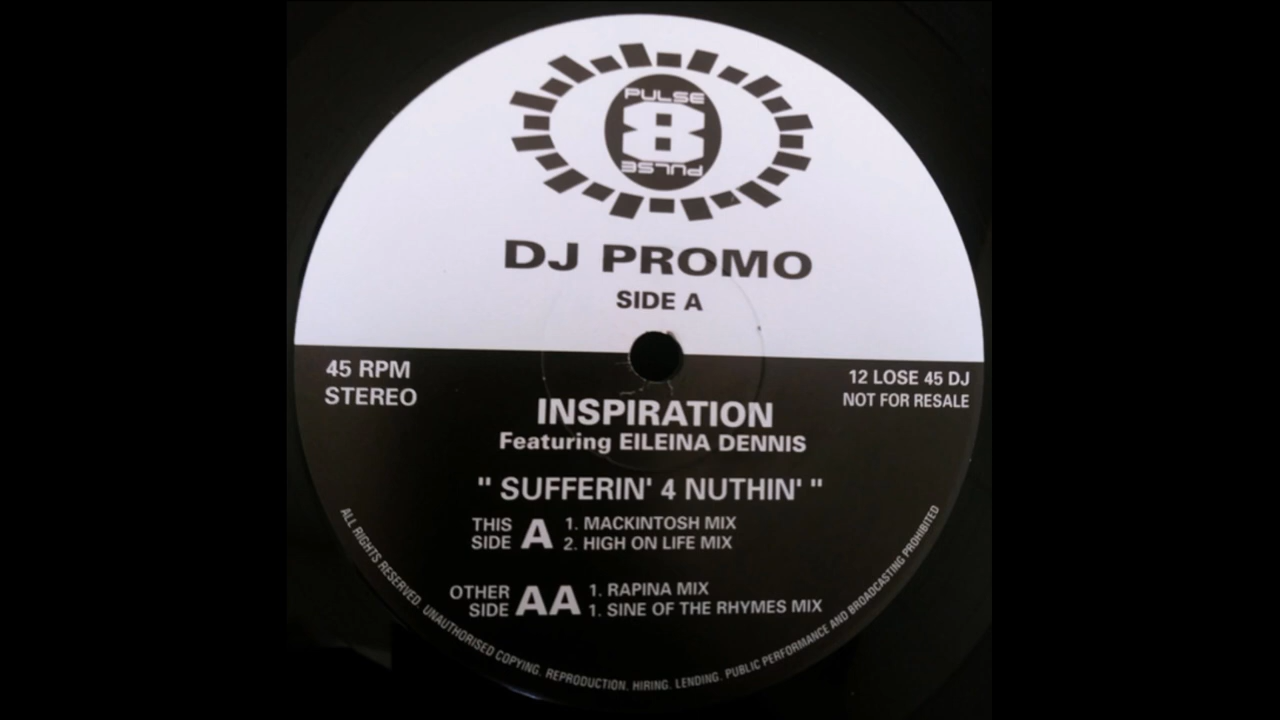 PULSE
8
PULSE
DJ PROMO
SIDE A
45 RPM
STEREO
12 LOSE 45 DJ
NOT FOR RESALE
INSPIRATION
Featuring EILEINA DENNIS
" SUFFERIN' 4 NUTHIN' "
THIS SIDE A
1. MACKINTOSH MIX
2. HIGH ON LIFE MIX
OTHER SIDE AA
1. RAPINA MIX
1. SINE OF THE RHYMES MIX
ALL RIGHTS RESERVED. UNAUTHORISED COPYING. REPRODUCTION. HIRING. LENDING. PUBLIC PERFORMANCE AND BROADCASTING PROHIBITED